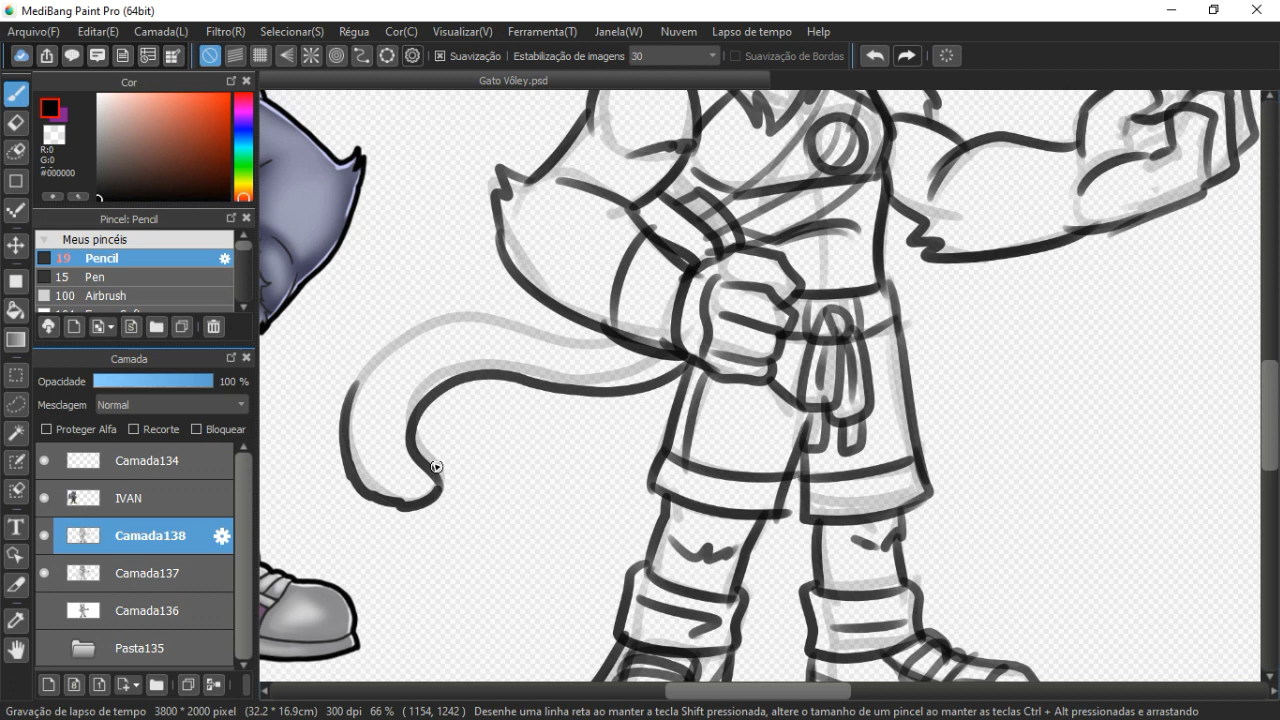 MediBang Paint Pro (64bit)
Arquivo(F) Editar(E) Camada(L) Filtro(R) Selecionar(S) Régua Cor(C) Visualizar(V) Ferramenta(T) Janela(W) Nuvem Lapso de tempo Help
Suavização Estabilização de imagens 30 Suavização de Bordas
Cor
Gato Vôley.psd
R:0
G:0
#000000
Pincel: Pencil
Meus pincéis
19 Pencil
15 Pen
100 Airbrush
Camada
Opacidade 100 %
Mesclagem Normal
Proteger Alfa Recorte Bloquear
Camada134
IVAN
Camada138
Camada137
Camada136
Pasta135
Gravação de lapso de tempo 3800 * 2000 pixel (32.2 * 16.9cm) 300 dpi 66 % ( 1154, 1242 ) Desenhe uma linha reta ao manter a tecla Shift pressionada, altere o tamanho de um pincel ao manter as teclas Ctrl + Alt pressionadas e arrastando